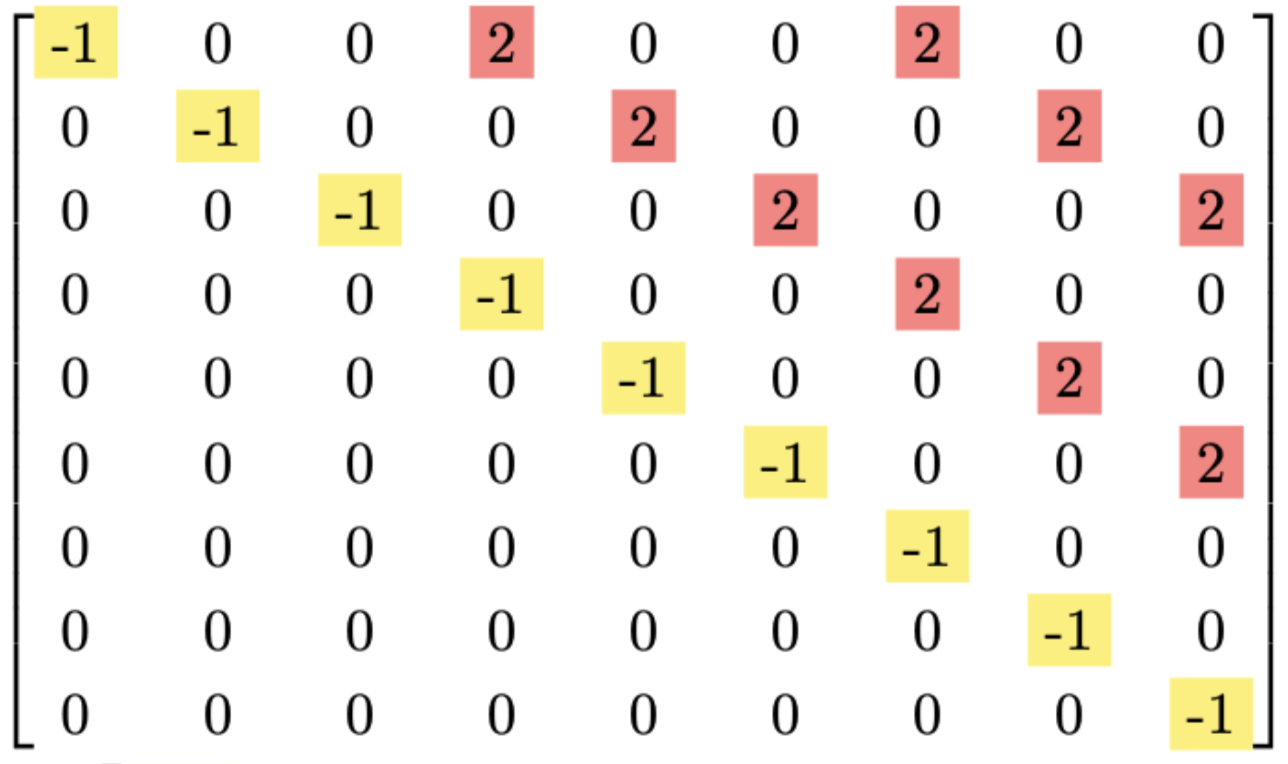 -1 0 0 2 0 0 2 0 0
0 -1 0 0 2 0 0 2 0
0 0 -1 0 0 2 0 0 2
0 0 0 -1 0 0 2 0 0
0 0 0 0 -1 0 0 2 0
0 0 0 0 0 -1 0 0 2
0 0 0 0 0 0 -1 0 0
0 0 0 0 0 0 0 -1 0
0 0 0 0 0 0 0 0 -1